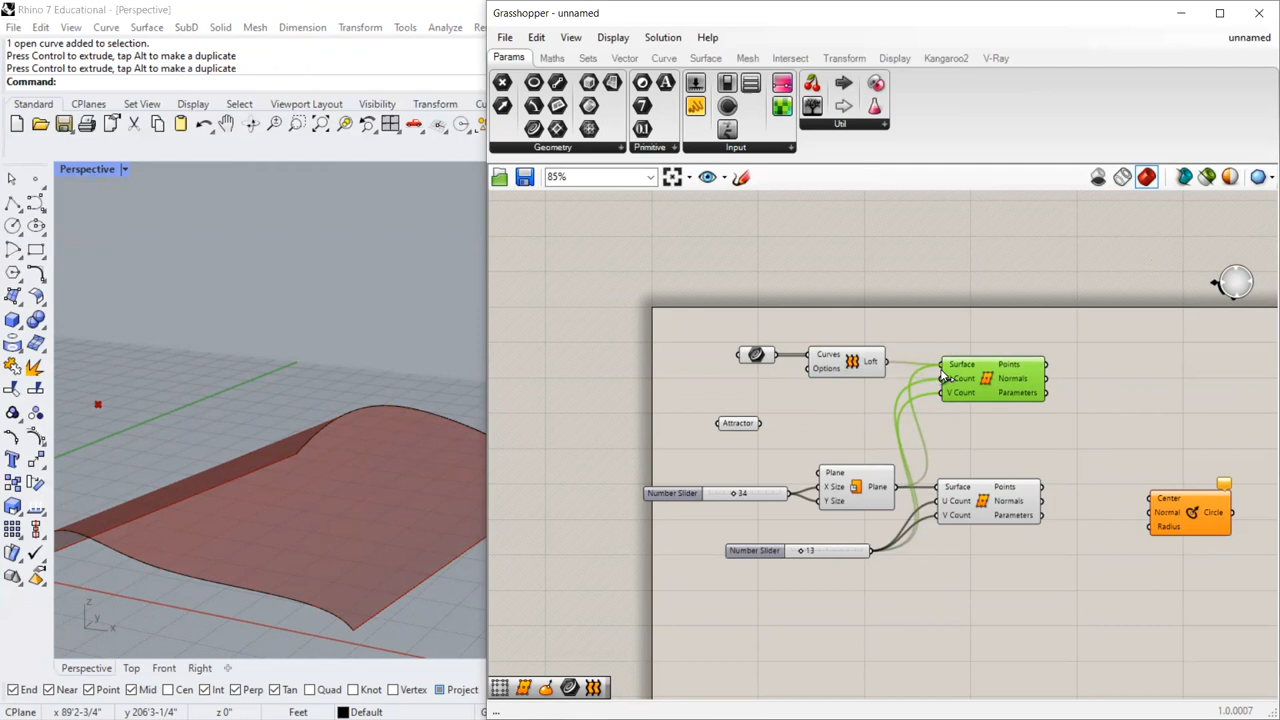 Rhino 7 Educational - [Perspective]
File Edit View Curve Surface SubD Solid Mesh Dimension Transform Tools Analyze
1 open curve added to selection.
Press Control to extrude, tap Alt to make a duplicate
Press Control to extrude, tap Alt to make a duplicate
Command:
Standard CPlanes Set View Display Select Viewport Layout Visibility Transform
Perspective
z
y
x
Perspective Top Front Right
End Near Point Mid Cen Int Perp Tan Quad Knot Vertex Project
CPlane x 89'2-3/4" y 206'3-1/4" z 0" Feet Default
Grasshopper - unnamed
File Edit View Display Solution Help unnamed
Params Maths Sets Vector Curve Surface Mesh Intersect Transform Display Kangaroo2 V-Ray
Geometry Primitive Input Util
85%
Curves Loft
Options
Surface Points
U Count Normals
V Count Parameters
Attractor
Plane
X Size Plane
Y Size
Number Slider 34
Surface Points
U Count Normals
V Count Parameters
Number Slider 13
Center
Normal Circle
Radius
... 1.0.0007